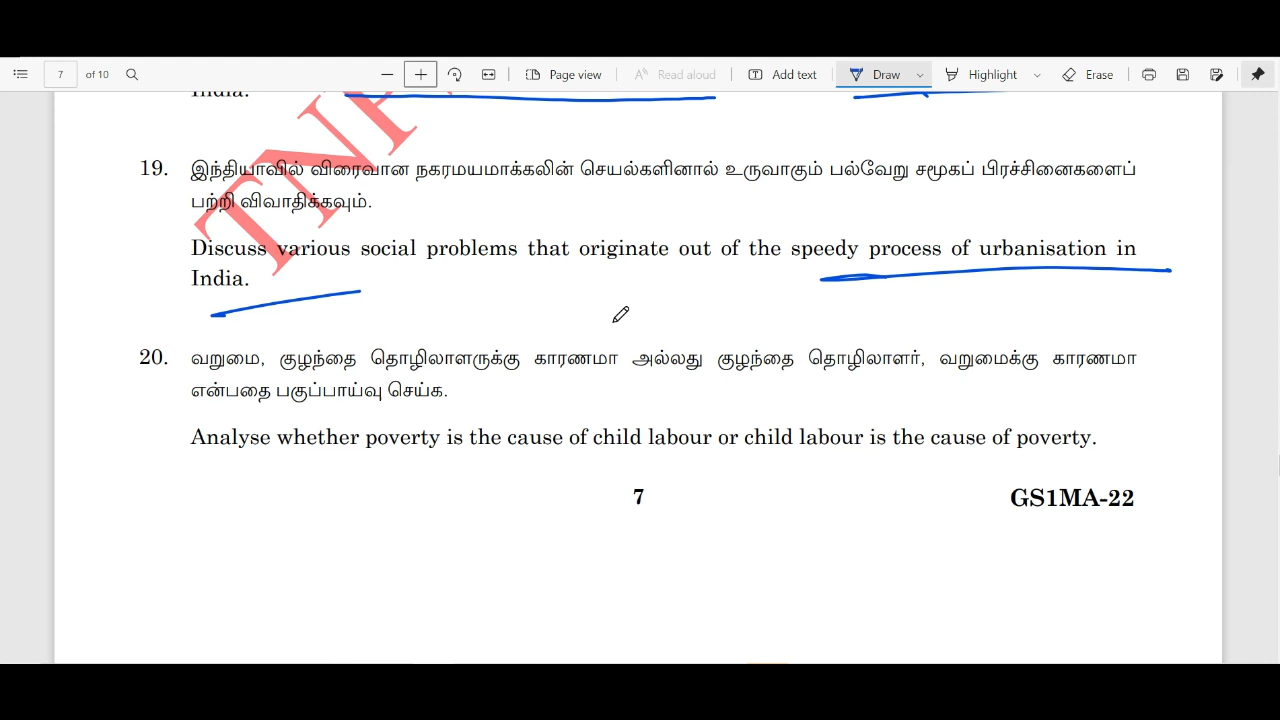 7 of 10 Page view Read aloud Add text Draw Highlight Erase
India.
TNP
19. இந்தியாவில் விரைவான நகரமயமாக்கலின் செயல்களினால் உருவாகும் பல்வேறு சமூகப் பிரச்சினைகளைப்
பற்றி விவாதிக்கவும்.
Discuss various social problems that originate out of the speedy process of urbanisation in
India.
20. வறுமை, குழந்தை தொழிலாளருக்கு காரணமா அல்லது குழந்தை தொழிலாளர், வறுமைக்கு காரணமா
என்பதை பகுப்பாய்வு செய்க.
Analyse whether poverty is the cause of child labour or child labour is the cause of poverty.
7 GS1MA-22